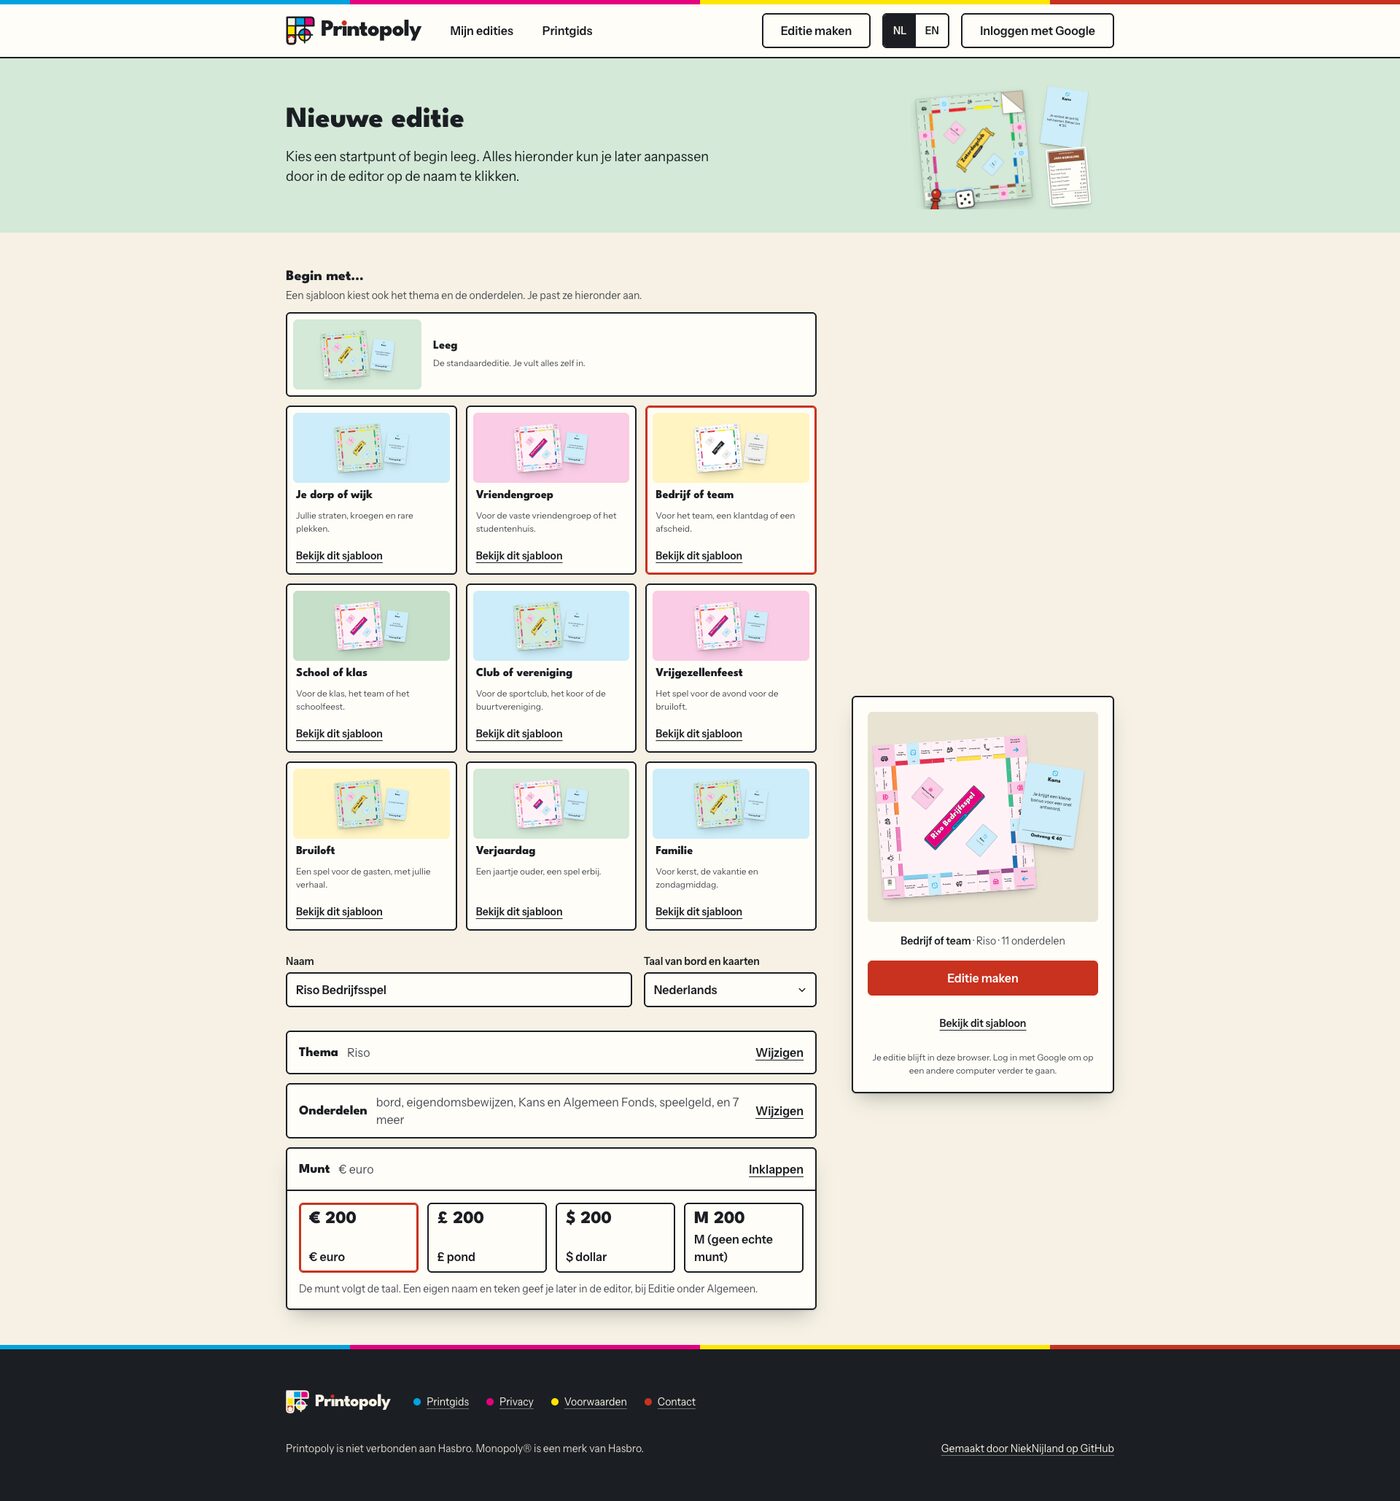 Printopoly
Mijn edities
Printgids
Editie maken
NL
EN
Inloggen met Google
Nieuwe editie
Kies een startpunt of begin leeg. Alles hieronder kun je later aanpassen
door in de editor op de naam te klikken.
Kans
Begin met...
Een sjabloon kiest ook het thema en de onderdelen. Je past ze hieronder aan.
Leeg
De standaardeditie. Je vult alles zelf in.
Je dorp of wijk
Jullie straten, kroegen en rare
plekken.
Bekijk dit sjabloon
Vriendengroep
Voor de vaste vriendengroep of het
studentenhuis.
Bekijk dit sjabloon
Bedrijf of team
Voor het team, een klantdag of een
afscheid.
Bekijk dit sjabloon
School of klas
Voor de klas, het team of het
schoolfeest.
Bekijk dit sjabloon
Club of vereniging
Voor de sportclub, het koor of de
buurtvereniging.
Bekijk dit sjabloon
Vrijgezellenfeest
Het spel voor de avond voor de
bruiloft.
Bekijk dit sjabloon
Bruiloft
Een spel voor de gasten, met jullie
verhaal.
Bekijk dit sjabloon
Verjaardag
Een jaartje ouder, een spel erbij.
Bekijk dit sjabloon
Familie
Voor kerst, de vakantie en
zondagmiddag.
Bekijk dit sjabloon
Riso Bedrijfsspel
Kans
Je krijgt een kleine
bonus voor een snel
antwoord.
Ontvang € 40
Bedrijf of team · Riso · 11 onderdelen
Editie maken
Bekijk dit sjabloon
Je editie blijft in deze browser. Log in met Google om op
een andere computer verder te gaan.
Naam
Riso Bedrijfsspel
Taal van bord en kaarten
Nederlands
Thema Riso
Wijzigen
Onderdelen bord, eigendomsbewijzen, Kans en Algemeen Fonds, speelgeld, en 7
meer
Wijzigen
Munt € euro
Inklappen
€ 200
€ euro
£ 200
£ pond
$ 200
$ dollar
M 200
M (geen echte
munt)
De munt volgt de taal. Een eigen naam en teken geef je later in de editor, bij Editie onder Algemeen.
Printopoly
Printgids
Privacy
Voorwaarden
Contact
Printopoly is niet verbonden aan Hasbro. Monopoly® is een merk van Hasbro.
Gemaakt door NiekNijland op GitHub